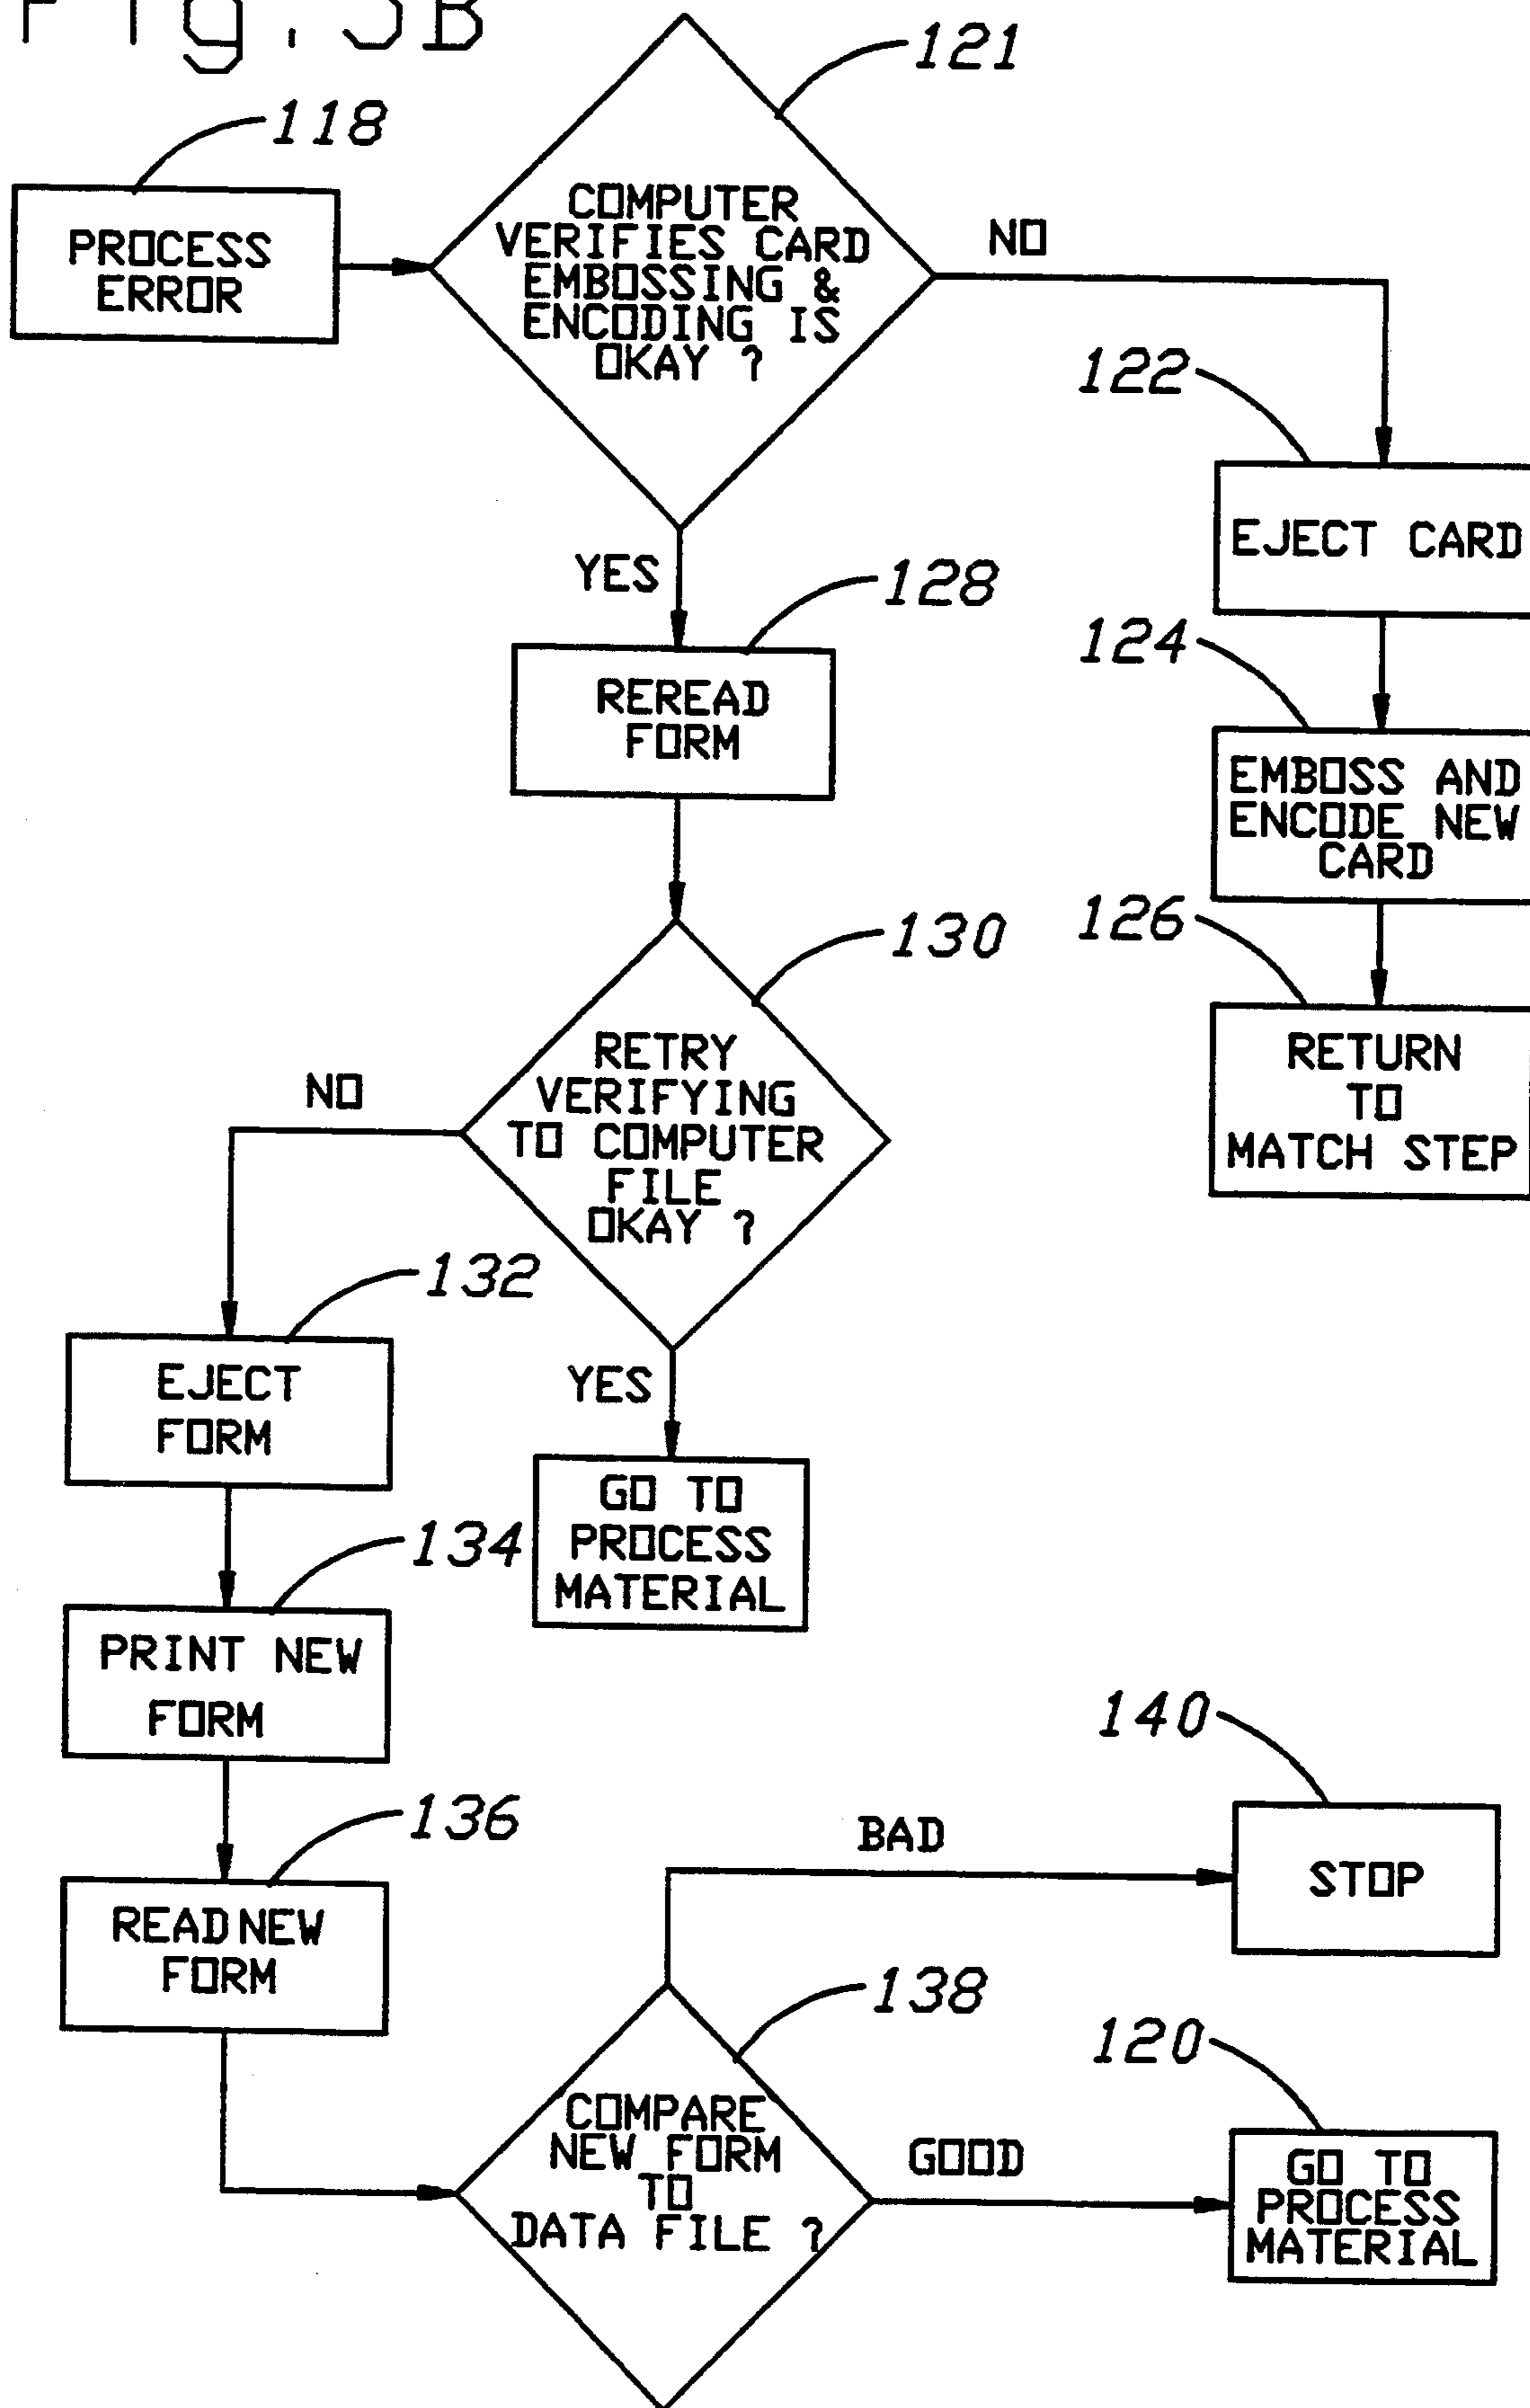 Fig. 3B
121
118
PROCESS
ERROR
COMPUTER
VERIFIES CARD
EMBOSSING &
ENCODING IS
OKAY ?
NO
122
EJECT CARD
YES
128
124
REREAD
FORM
EMBOSS AND
ENCODE NEW
CARD
130
126
RETRY
VERIFYING
TO COMPUTER
FILE
OKAY ?
NO
RETURN
TO
MATCH STEP
132
EJECT
FORM
YES
GO TO
PROCESS
MATERIAL
134
PRINT NEW
FORM
140
136
BAD
STOP
READ NEW
FORM
138
120
COMPARE
NEW FORM
TO
DATA FILE ?
GOOD
GO TO
PROCESS
MATERIAL